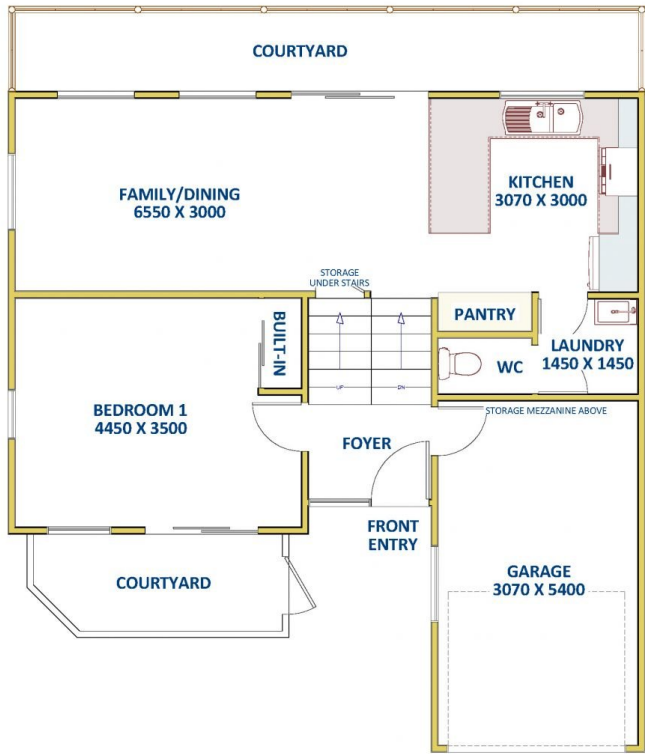 COURTYARD
FAMILY/DINING
6550 X 3000
KITCHEN
3070 X 3000
STORAGE
UNDER STAIRS
BUILT-IN
PANTRY
LAUNDRY
1450 X 1450
WC
UP
DN
BEDROOM 1
4450 X 3500
STORAGE MEZZANINE ABOVE
FOYER
FRONT
ENTRY
COURTYARD
GARAGE
3070 X 5400